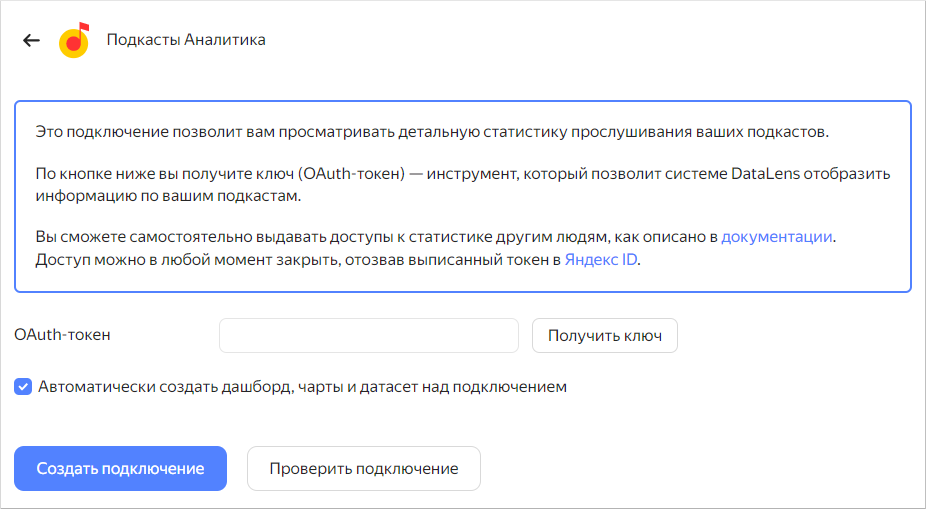 Подкасты Аналитика
Это подключение позволит вам просматривать детальную статистику прослушивания ваших подкастов.
По кнопке ниже вы получите ключ (OAuth-токен) — инструмент, который позволит системе DataLens отобразить
информацию по вашим подкастам.
Вы сможете самостоятельно выдавать доступы к статистике другим людям, как описано в документации.
Доступ можно в любой момент закрыть, отозвав выписанный токен в Яндекс ID.
OAuth-токен
Получить ключ
Автоматически создать дашборд, чарты и датасет над подключением
Создать подключение
Проверить подключение